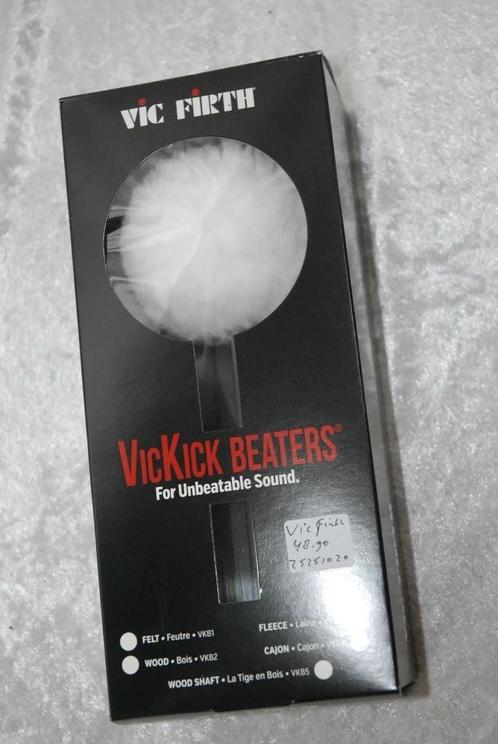 VIC FIRTH
VICKICK BEATERS®
For Unbeatable Sound.
Vic Firth
48.90
25251020
FELT • Feutre • VKB1
FLEECE • Laine
WOOD • Bois • VKB2
CAJON • Cajon •
WOOD SHAFT • La Tige en Bois • VKB5